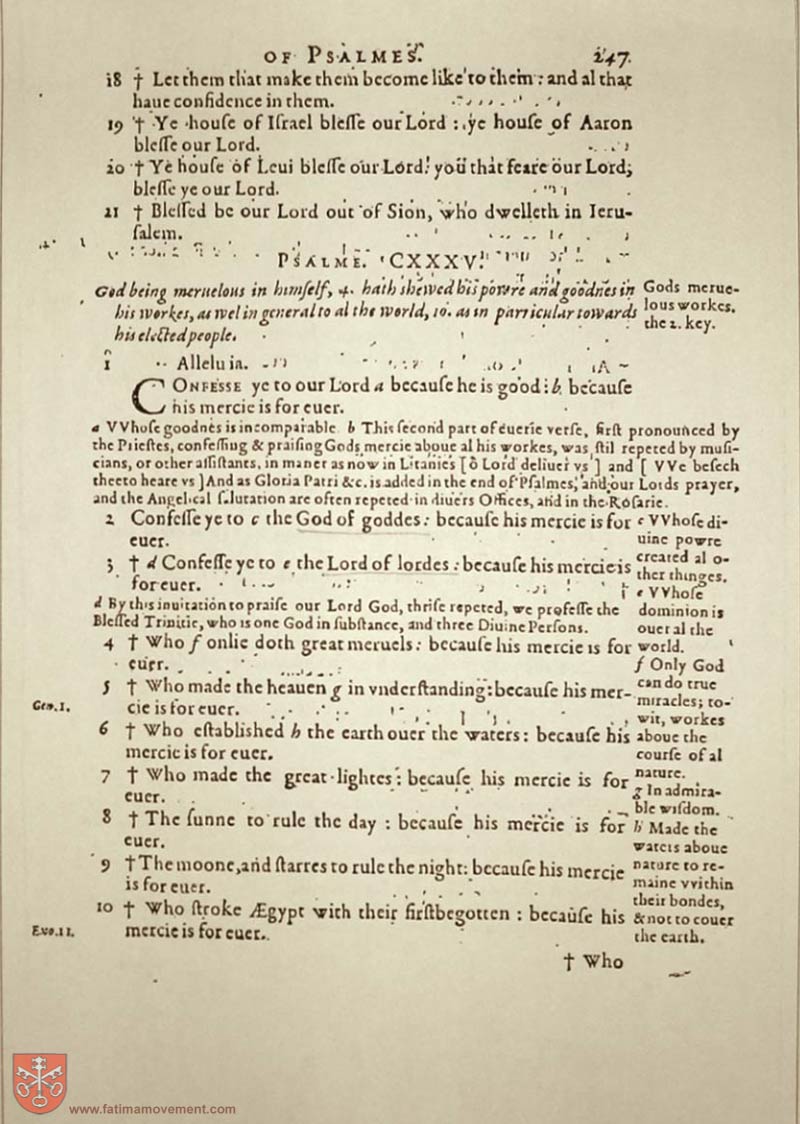 OF PSALMES. 247.
18 † Let them that make them become like to them: and al that
haue confidence in them.
19 † Ye house of Israel blesse our Lord: ye house of Aaron
blesse our Lord.
20 † Ye house of Leui blesse our Lord: you that feare our Lord,
blesse ye our Lord.
21 † Blessed be our Lord out of Sion, who dwelleth in Ieru-
salem.
PSALME. CXXXV.
God being meruelous in himself, 4. hath shewed his powre and goodnes in
his workes, as wel in general to al the world, 10. as in particular towards
his elected people.
Gods merue-
lous workes.
the 2. key.
1 Alleluia.
CONFESSE ye to our Lord a because he is good: b because
his mercie is for euer.
a VVhose goodnes is incomparable b This second part of euerie verse, first pronounced by
the Priestes, confessing & praising Gods mercie aboue al his workes, was stil repeted by musi-
cians, or other assistants, in maner as now in Litanies [ô Lord deliuer vs] and [VVe besech
thee to heare vs] And as Gloria Patri &c. is added in the end of Psalmes, and our Lords prayer,
and the Angelical salutation are often repeted in diuers Offices, and in the Rosarie.
2 Confesse ye to c the God of goddes: because his mercie is for
euer.
3 † d Confesse ye to e the Lord of lordes: because his mercie is
for euer.
d By this inuitation to praise our Lord God, thrise repeted, we professe the
Blessed Trinitie, who is one God in substance, and three Diuine Persons.
4 † Who f onlie doth great meruels: because his mercie is for
euer.
5 † Who made the heauen g in vnderstanding: because his mer-
cie is for euer.
Gen. 1.
6 † Who established h the earth ouer the waters: because his
mercie is for euer.
7 † Who made the great lightes: because his mercie is for
euer.
8 † The sunne to rule the day: because his mercie is for
euer.
9 † The moone, and starres to rule the night: because his mercie
is for euer.
10 † Who stroke Ægypt with their firstbegotten: because his
mercie is for euer.
Exo. 12.
c VVhose di-
uine powre
created al o-
ther thinges.
e VVhose
dominion is
ouer al the
world.
f Only God
can do true
miracles; to-
wit, workes
aboue the
course of al
nature.
g In admira-
ble wisdom.
h Made the
waters aboue
nature to re-
maine vvithin
their bondes,
& not to couer
the earth.
† Who
www.fatimamovement.com